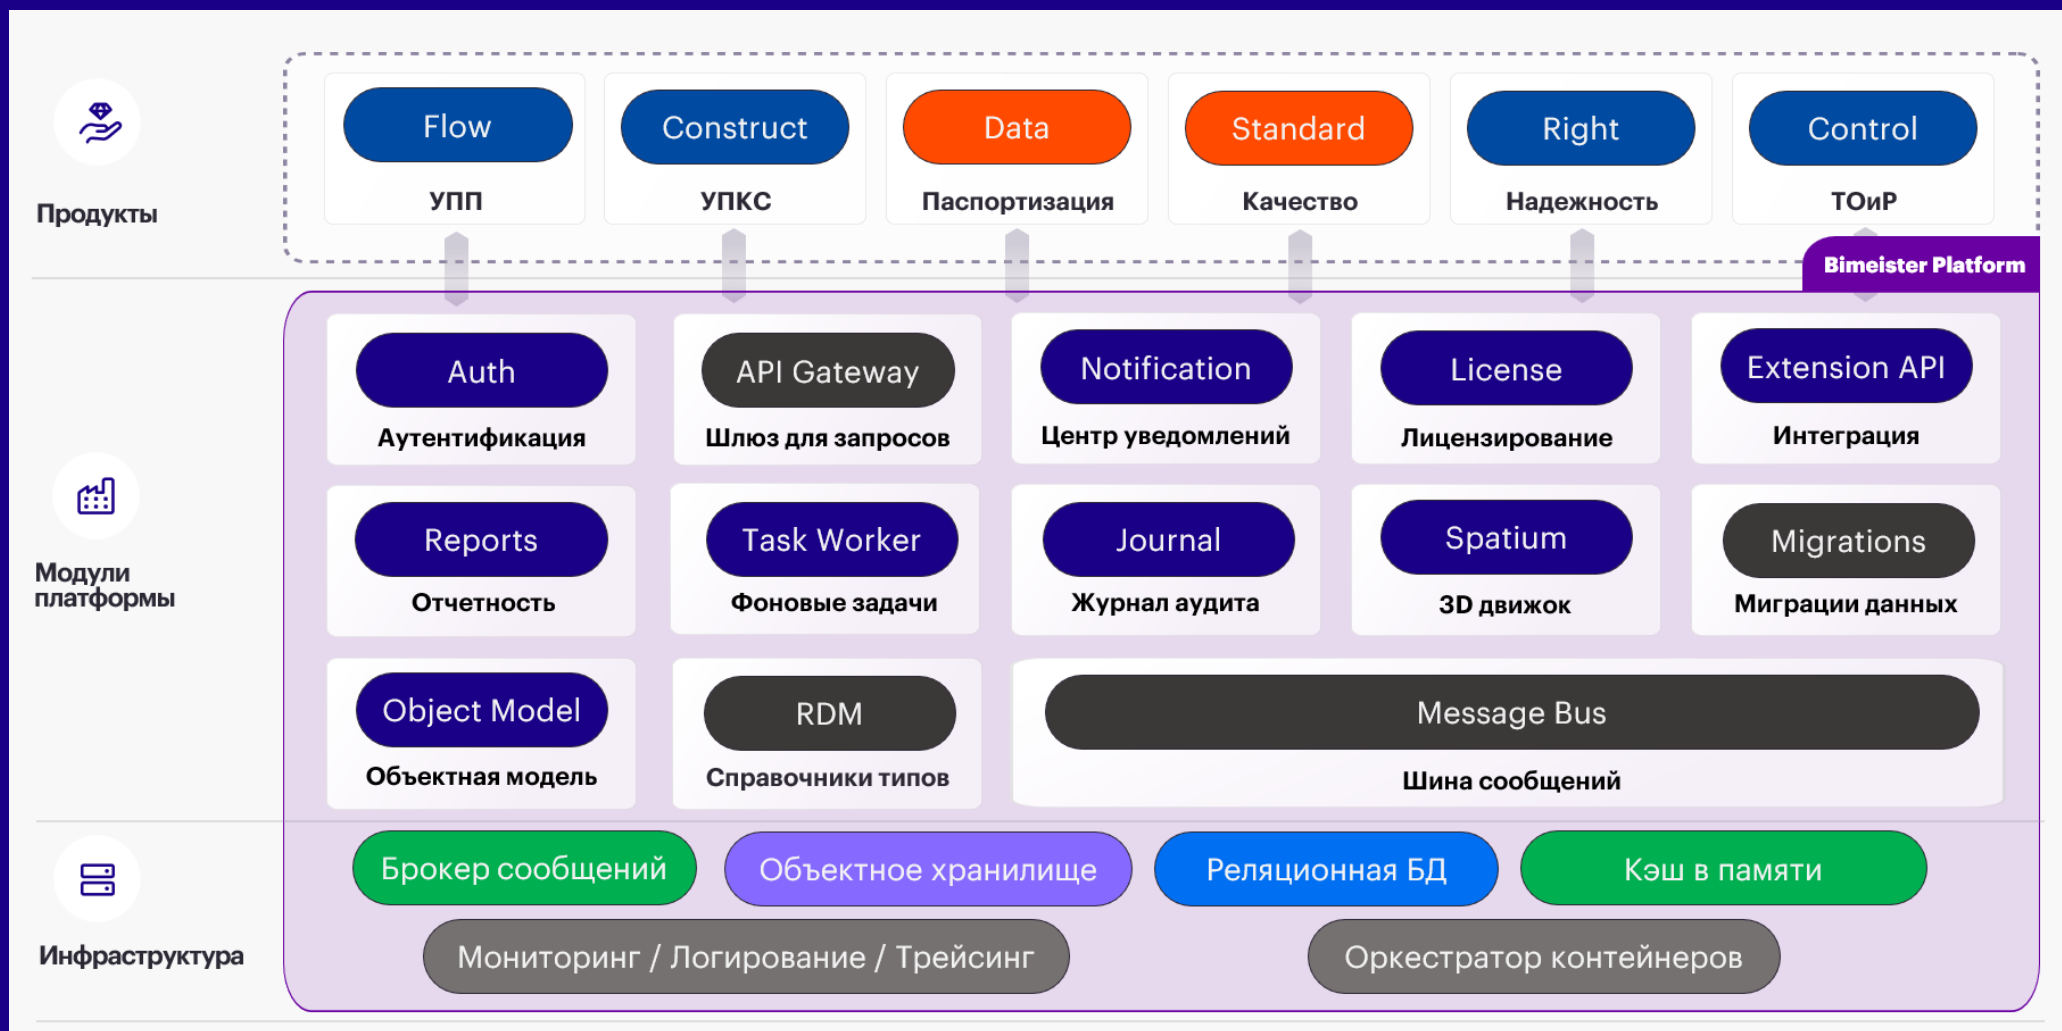 Flow
Construct
Data
Standard
Right
Control
УПП
УПКС
Паспортизация
Качество
Надежность
ТОиР
Продукты
Bimeister Platform
Auth
API Gateway
Notification
License
Extension API
Аутентификация
Шлюз для запросов
Центр уведомлений
Лицензирование
Интеграция
Reports
Task Worker
Journal
Spatium
Migrations
Отчетность
Фоновые задачи
Журнал аудита
3D движок
Миграции данных
Модули
платформы
Object Model
RDM
Message Bus
Объектная модель
Справочники типов
Шина сообщений
Брокер сообщений
Объектное хранилище
Реляционная БД
Кэш в памяти
Инфраструктура
Мониторинг / Логирование / Трейсинг
Оркестратор контейнеров